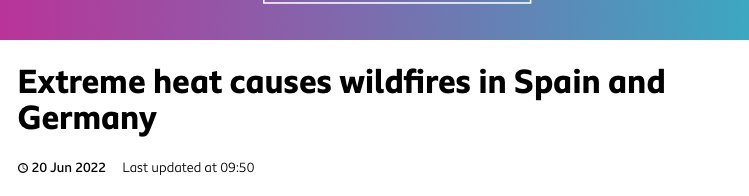 Extreme heat causes wildfires in Spain and
Germany
20 Jun 2022 Last updated at 09:50